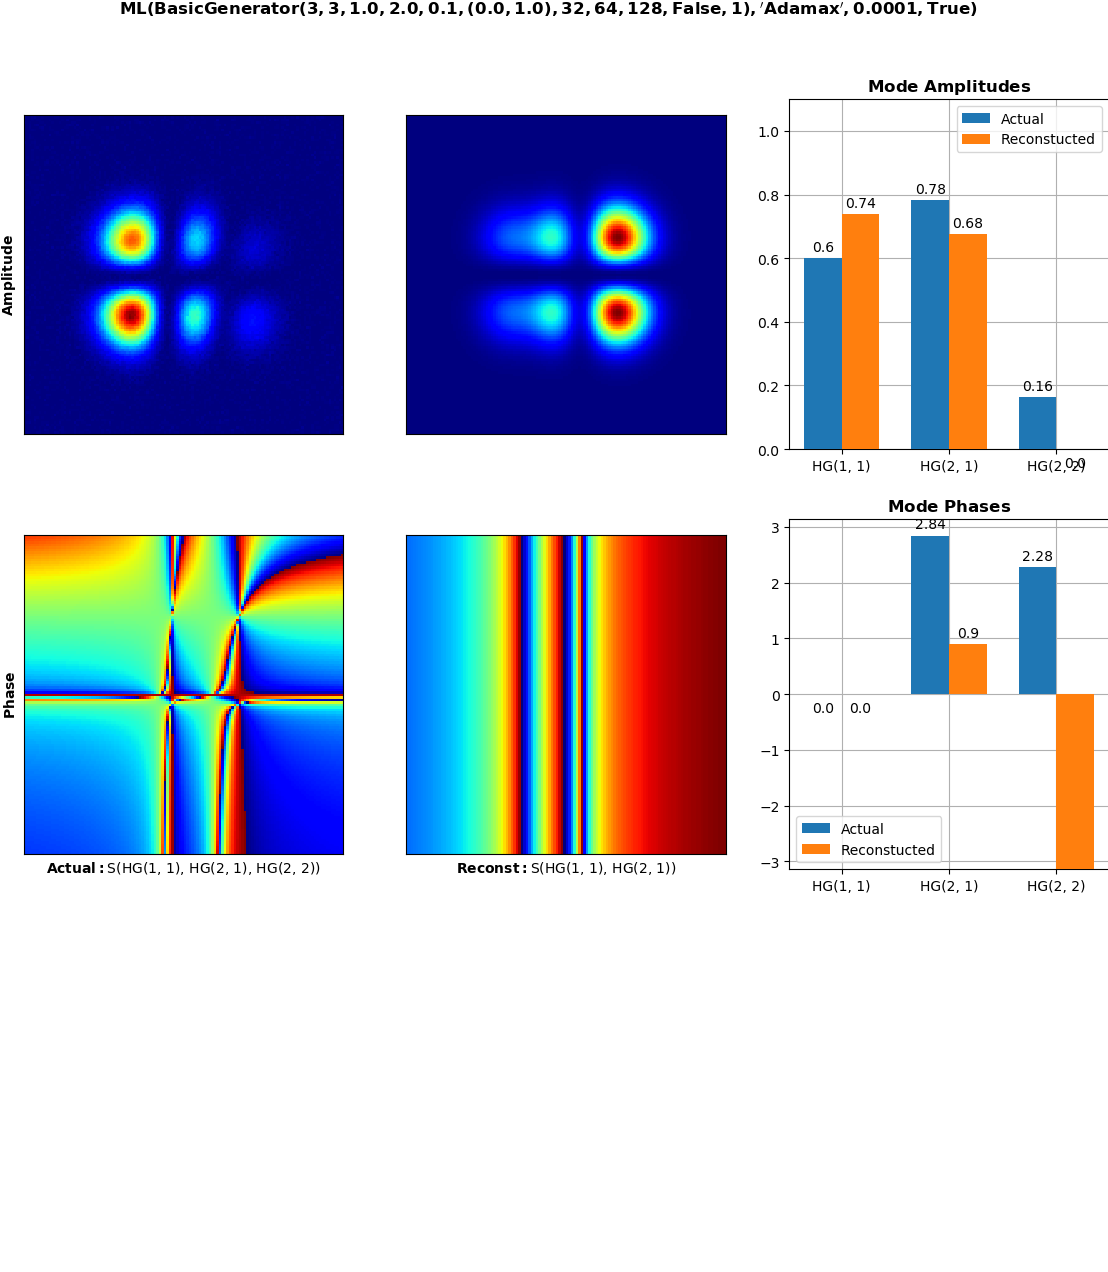 ML(BasicGenerator(3, 3, 1.0, 2.0, 0.1, (0.0, 1.0), 32, 64, 128, False, 1), ′Adamax′, 0.0001, True)
Amplitude
Mode Amplitudes
Actual
Reconstucted
1.0
0.8
0.6
0.4
0.2
0.0
0.6
0.74
0.78
0.68
0.16
0.0
HG(1, 1)
HG(2, 1)
HG(2, 2)
Phase
Actual: S(HG(1, 1), HG(2, 1), HG(2, 2))
Reconst: S(HG(1, 1), HG(2, 1))
Mode Phases
3
2
1
0
−1
−2
−3
0.0
0.0
2.84
0.9
2.28
Actual
Reconstucted
HG(1, 1)
HG(2, 1)
HG(2, 2)